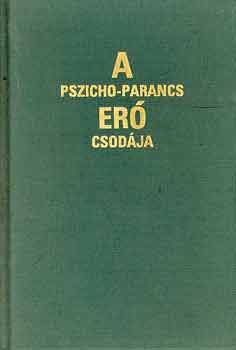 A
PSZICHO-PARANCS
ERŐ
CSODÁJA